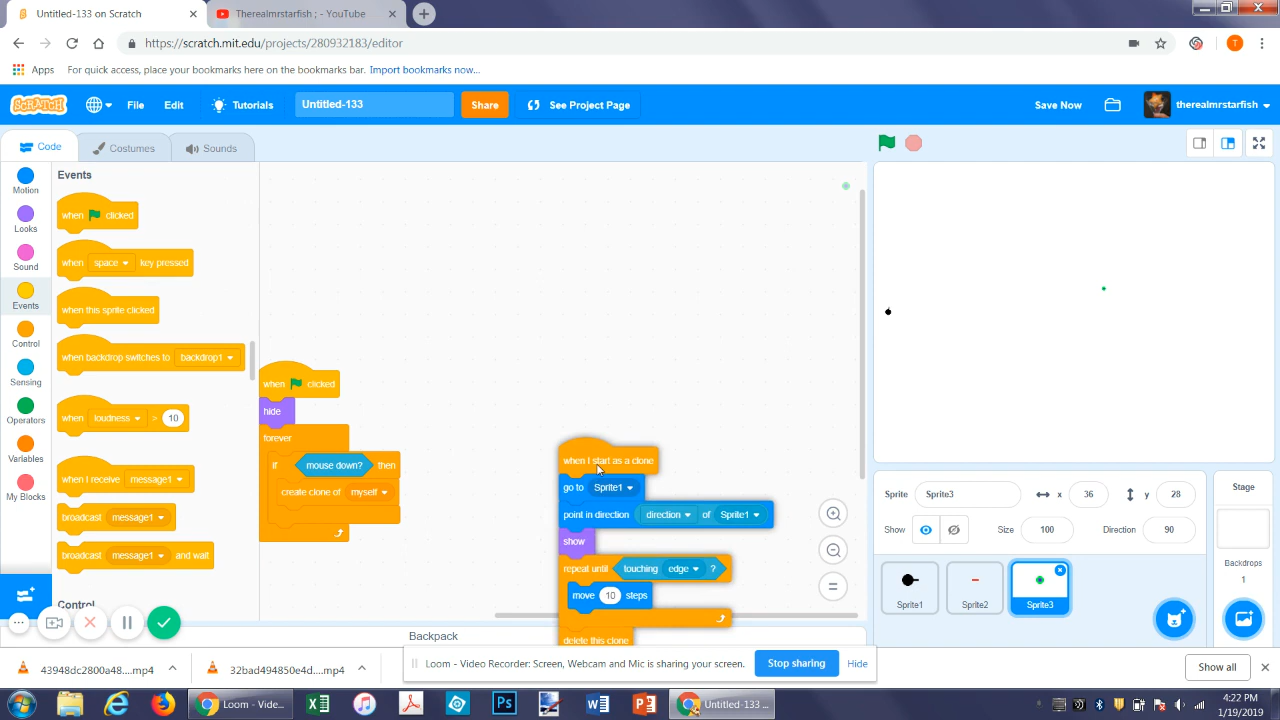 Untitled-133 on Scratch
Therealmrstarfish ; - YouTube
https://scratch.mit.edu/projects/280932183/editor
T
Apps
For quick access, place your bookmarks here on the bookmarks bar.
Import bookmarks now...
SCRATCH
File
Edit
Tutorials
Untitled-133
Share
See Project Page
Save Now
therealmrstarfish
Code
Costumes
Sounds
Motion
Looks
Sound
Events
Control
Sensing
Operators
Variables
My Blocks
Events
when clicked
when space key pressed
when this sprite clicked
when backdrop switches to backdrop1
when loudness > 10
when I receive message1
broadcast message1
broadcast message1 and wait
Control
when clicked
hide
forever
if mouse down? then
create clone of myself
when I start as a clone
go to Sprite1
point in direction direction of Sprite1
show
repeat until touching edge ?
move 10 steps
delete this clone
Backpack
Sprite Sprite3
x 36
y 28
Show
Size 100
Direction 90
Sprite1
Sprite2
Sprite3
Stage
Backdrops
1
43948dc2800a48....mp4
32bad494850e4d....mp4
Loom - Video Recorder: Screen, Webcam and Mic is sharing your screen.
Stop sharing
Hide
Show all
Loom - Vide...
Ps
Untitled-133 ...
4:22 PM
1/19/2019